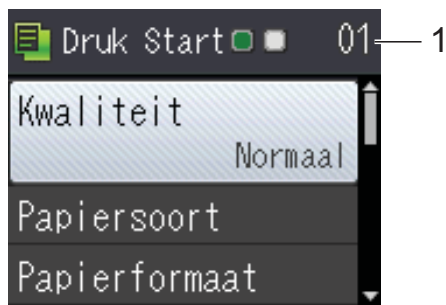 Druk Start 01 1
Kwaliteit
Normaal
Papiersoort
Papierformaat